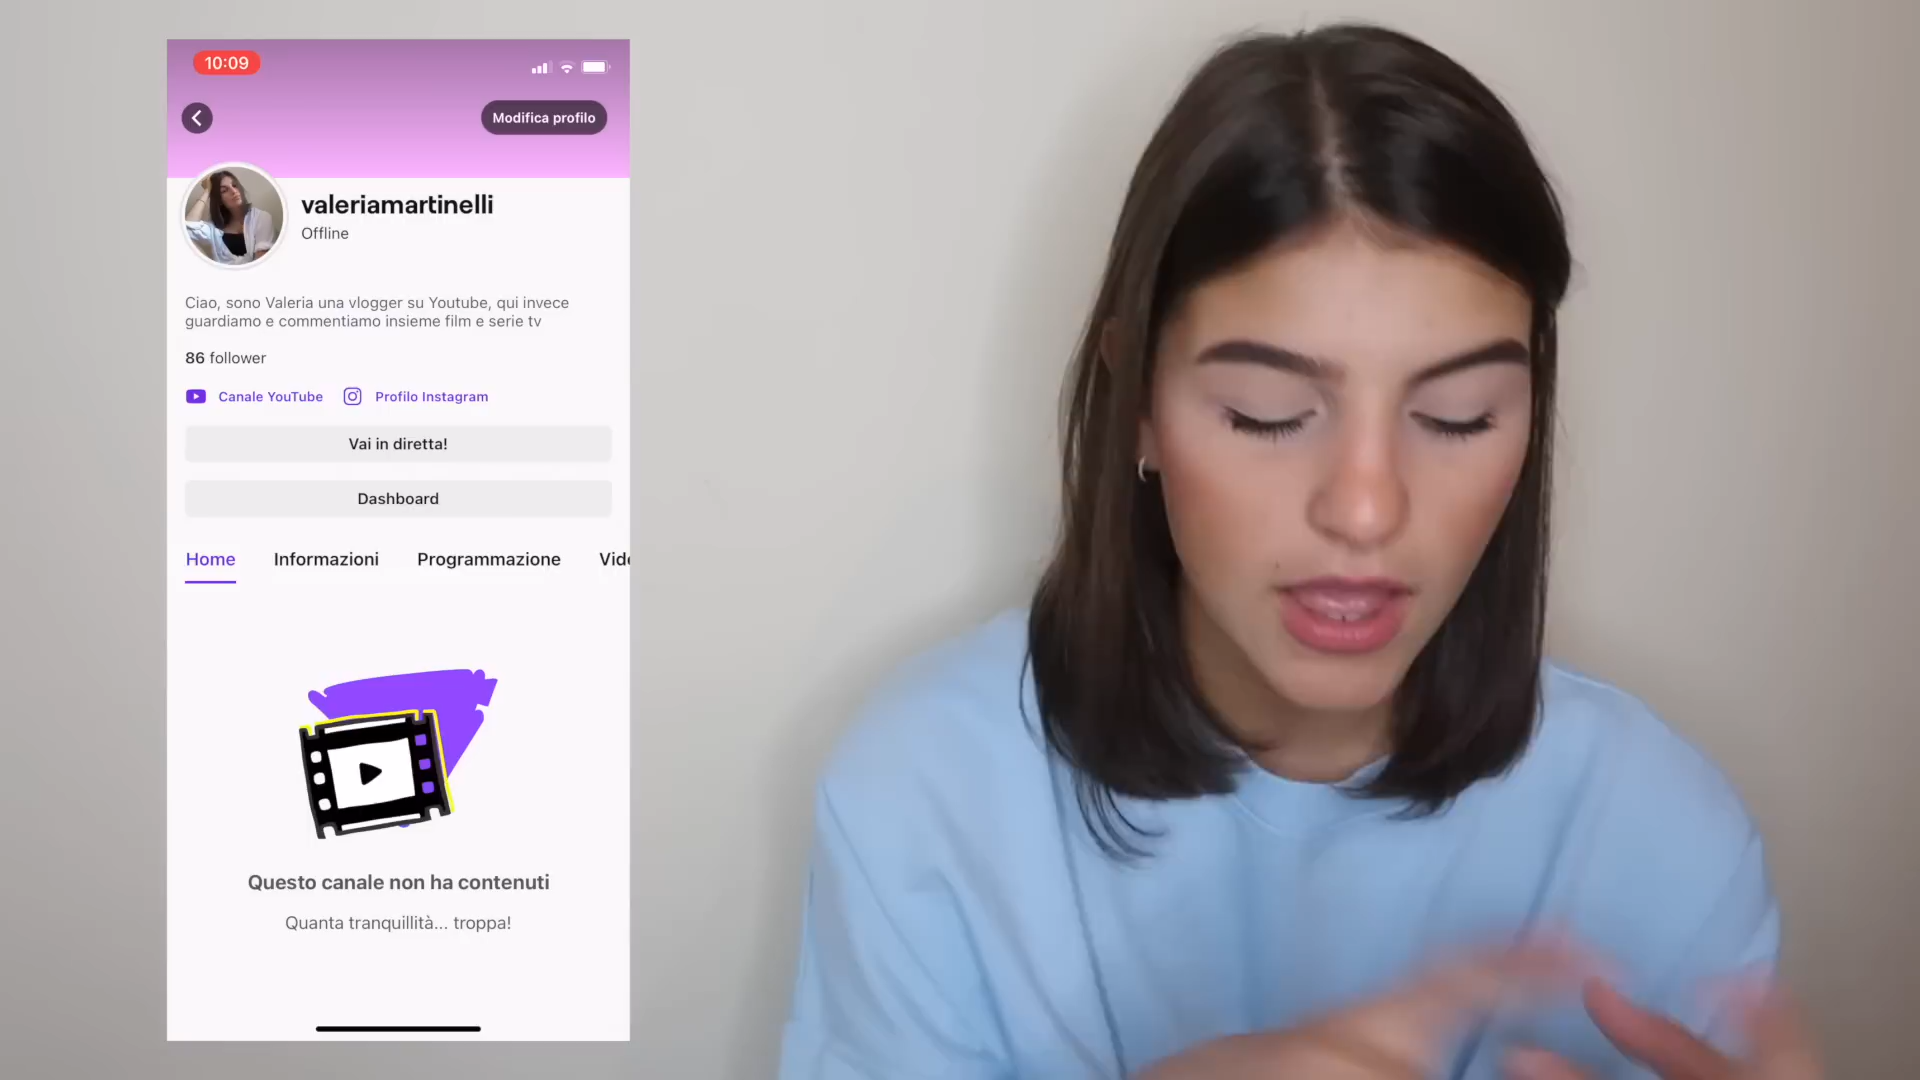 10:09
Modifica profilo
valeriamartinelli
Offline
Ciao, sono Valeria una vlogger su Youtube, qui invece
guardiamo e commentiamo insieme film e serie tv
86 follower
Canale YouTube Profilo Instagram
Vai in diretta!
Dashboard
Home Informazioni Programmazione Vide
Questo canale non ha contenuti
Quanta tranquillità... troppa!